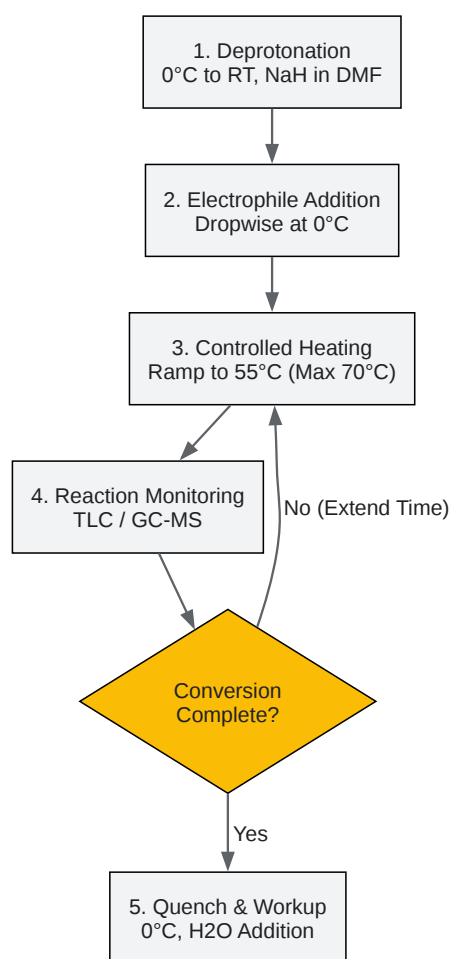 1. Deprotonation
0°C to RT, NaH in DMF
2. Electrophile Addition
Dropwise at 0°C
3. Controlled Heating
Ramp to 55°C (Max 70°C)
4. Reaction Monitoring
TLC / GC-MS
No (Extend Time)
Conversion
Complete?
Yes
5. Quench & Workup
0°C, H2O Addition